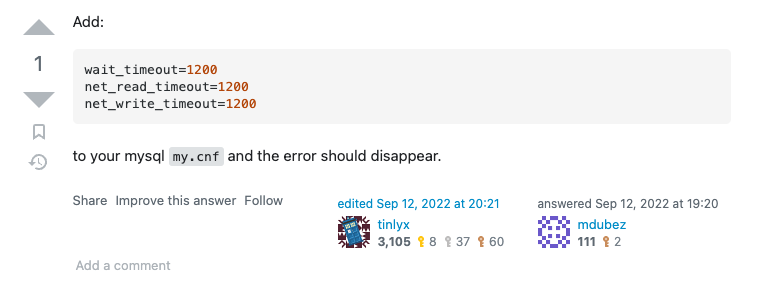 Add:
1
wait_timeout=1200
net_read_timeout=1200
net_write_timeout=1200
to your mysql my.cnf and the error should disappear.
Share Improve this answer Follow
edited Sep 12, 2022 at 20:21
tinlyx
3,105 8 37 60
answered Sep 12, 2022 at 19:20
mdubez
111 2
Add a comment